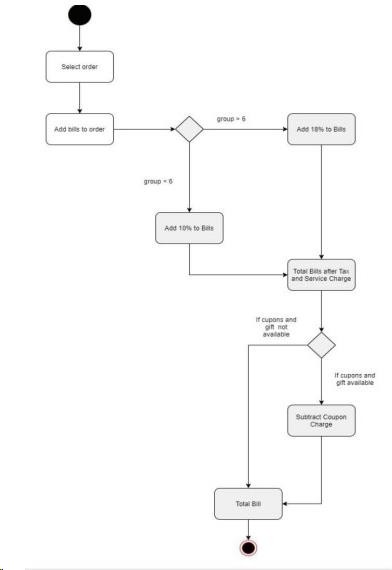 Select order
Add bills to order
group > 6
Add 18% to Bills
group < 6
Add 10% to Bills
Total Bills after Tax
and Service Charge
If cupons and
gift not
available
If cupons and
gift available
Subtract Coupon
Charge
Total Bill